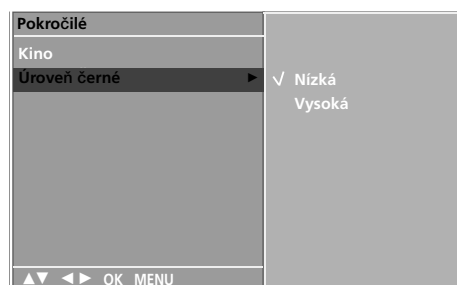 Pokročilé
Kino
Úroveň černé ►
√ Nízká
Vysoká
▲▼ ◄► OK MENU